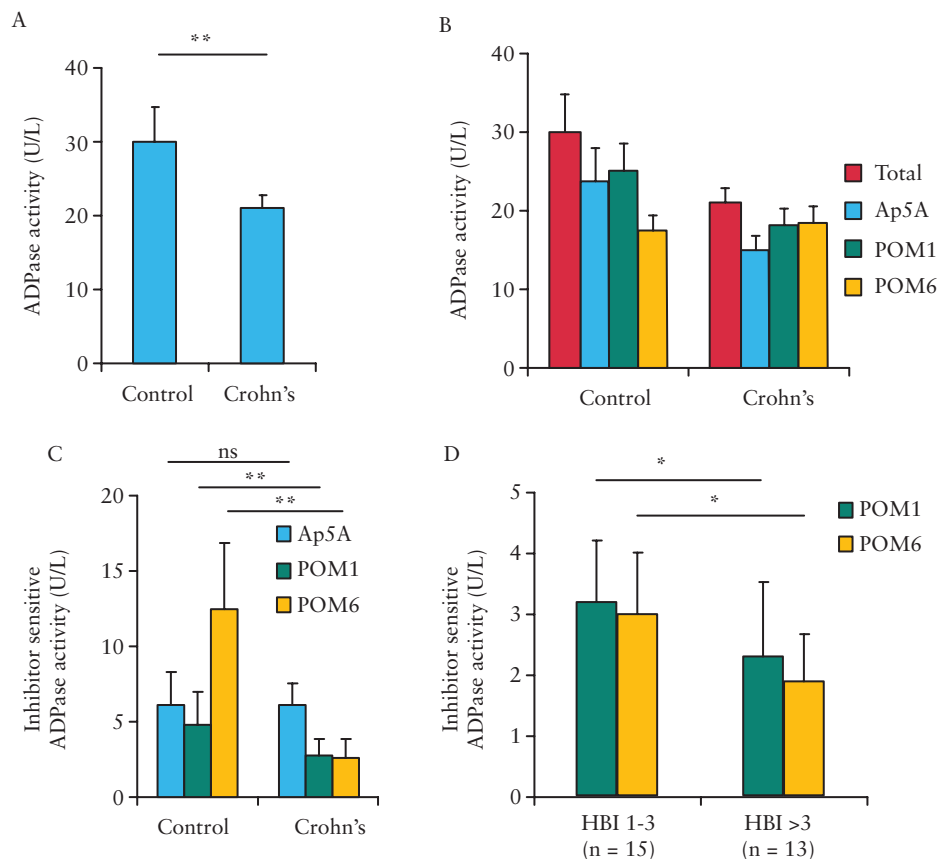 A
**
ADPase activity (U/L)
40
30
20
10
0
Control
Crohn's
B
ADPase activity (U/L)
40
30
20
10
0
Control
Crohn's
Total
Ap5A
POM1
POM6
C
ns
**
**
Inhibitor sensitive
ADPase activity (U/L)
20
15
10
5
0
Ap5A
POM1
POM6
Control
Crohn's
D
*
*
Inhibitor sensitive
ADPase activity (U/L)
5
4
3
2
1
0
POM1
POM6
HBI 1-3
(n = 15)
HBI >3
(n = 13)